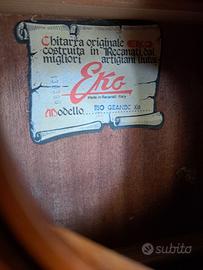 Chitarra originale EKO
costruita in Recanati dai
migliori artigiani liutai
Eko
Made in Recanati Italy
Modello RIO GRANDE XII
subito